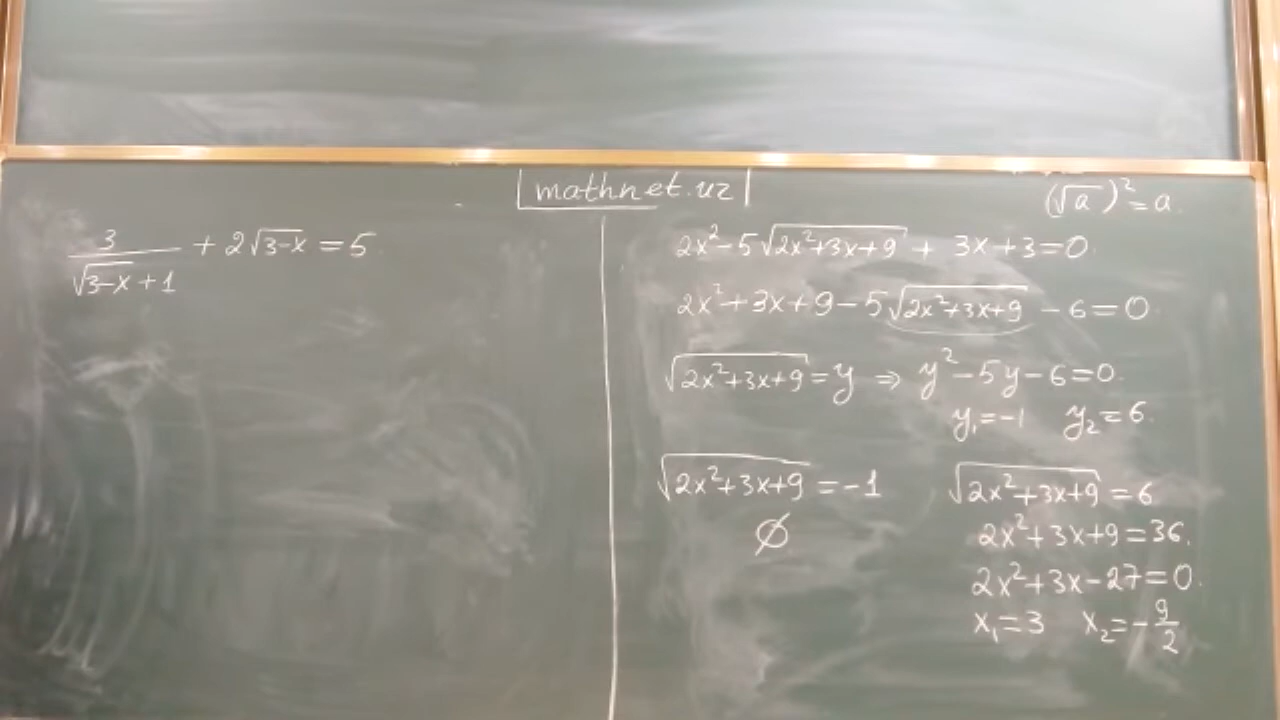 mathnet.uz
3/(√(3-x)+1) + 2√(3-x) = 5
(√a)² = a.
2x²-5√(2x²+3x+9) + 3x+3=0.
2x²+3x+9-5√(2x²+3x+9) -6=0
√(2x²+3x+9)=y ⇒ y²-5y-6=0.
y₁=-1 y₂=6.
√(2x²+3x+9)=-1
∅
√(2x²+3x+9)=6
2x²+3x+9=36.
2x²+3x-27=0.
x₁=3 x₂=-9/2